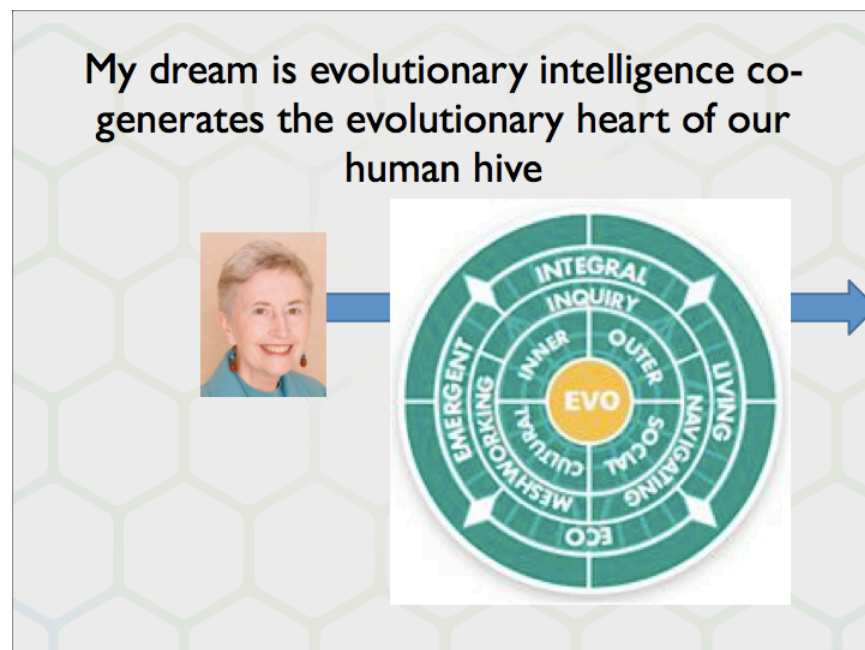 My dream is evolutionary intelligence co-
generates the evolutionary heart of our
human hive
INTEGRAL
INQUIRY
INNER
OUTER
EMERGENT
MESHWORKING
EVO
NAVIGATING
LIVING
CULTURAL
SOCIAL
ECO